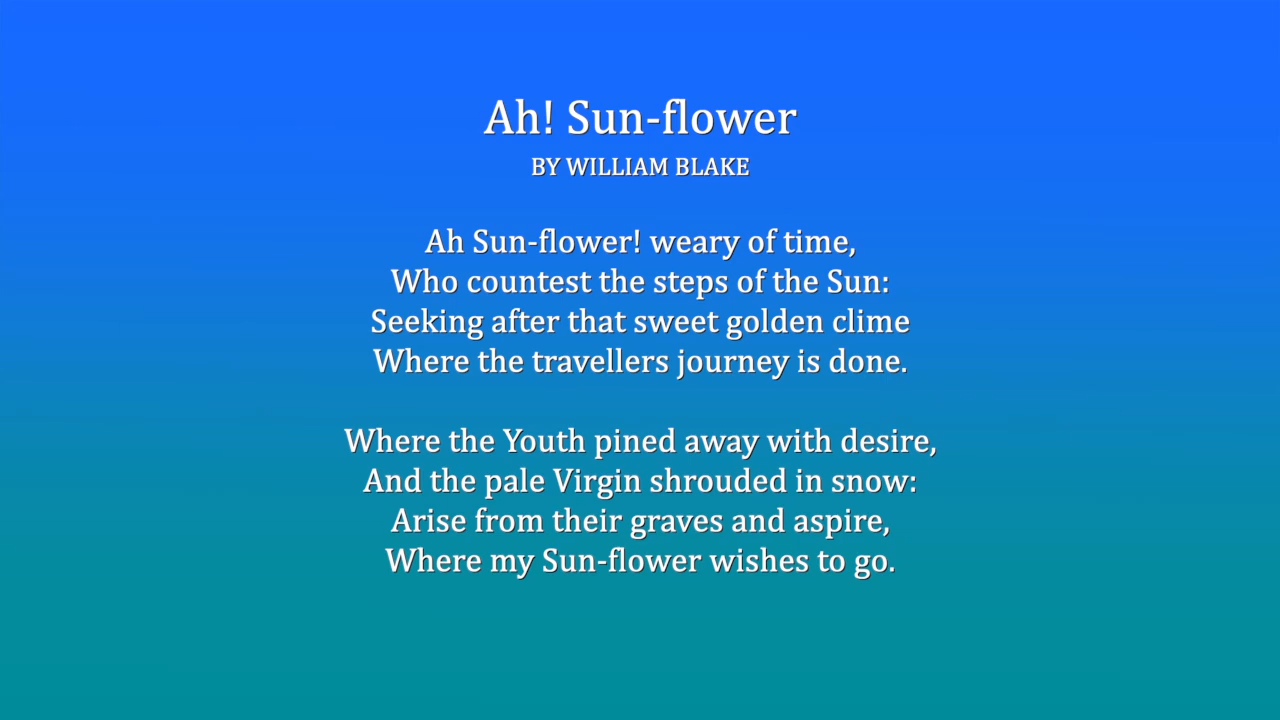 Ah! Sun-flower
BY WILLIAM BLAKE
Ah Sun-flower! weary of time,
Who countest the steps of the Sun:
Seeking after that sweet golden clime
Where the travellers journey is done.
Where the Youth pined away with desire,
And the pale Virgin shrouded in snow:
Arise from their graves and aspire,
Where my Sun-flower wishes to go.